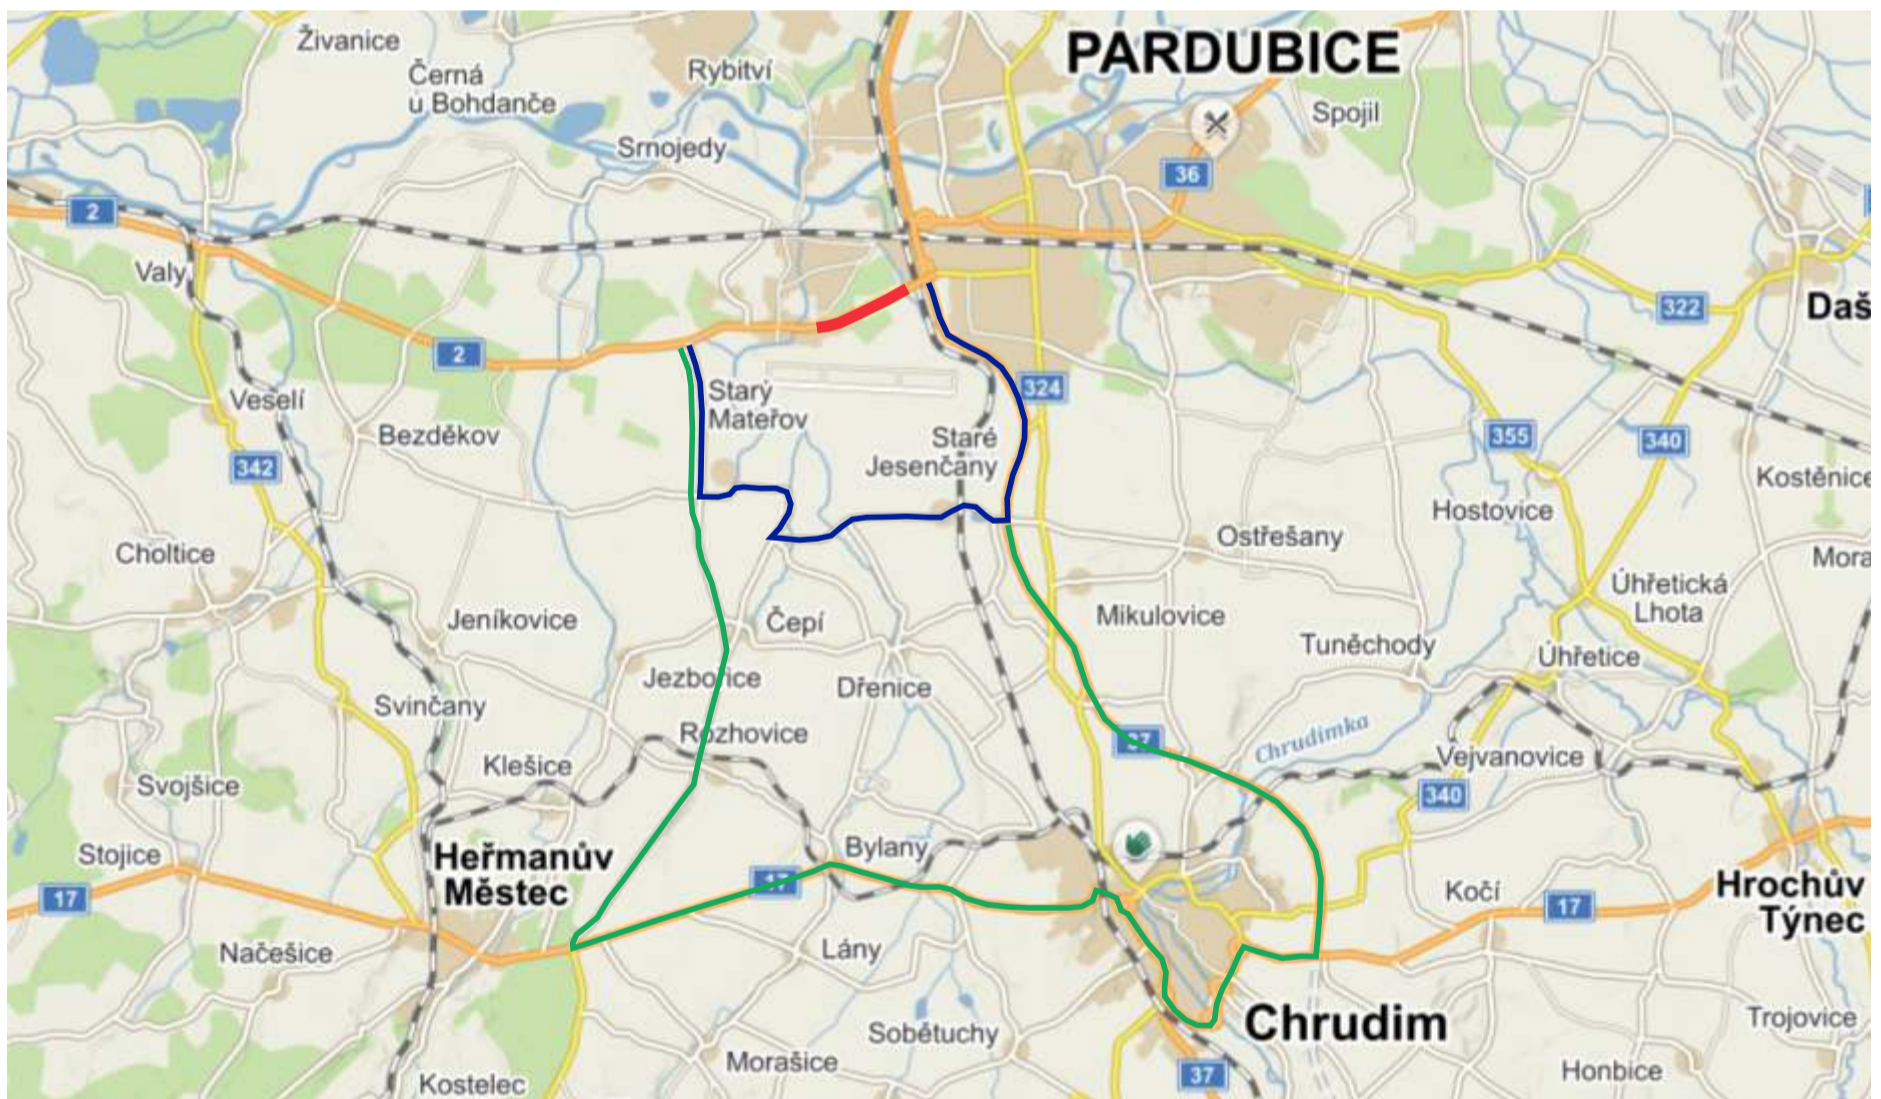 Živanice
PARDUBICE
Černá
u Bohdanče
Rybitví
Spojil
Srnojedy
36
2
Valy
322
Daš
2
324
Starý
Mateřov
Veselí
Bezděkov
Staré
Jesenčany
355
340
342
Kostěnice
Hostovice
Ostřešany
Choltice
Mora
Úhřetická
Lhota
Jeníkovice
Čepí
Mikulovice
Tuněchody
Úhřetice
Jezbořice
Dřenice
Svinčany
Rozhovice
37
Chrudimka
Vejvanovice
Klešice
Svojšice
340
Stojice
Heřmanův
Městec
Bylany
17
17
Kočí
17
Hrochův
Týnec
Načešice
Lány
Chrudim
Trojovice
Soběтuchy
Morašice
Honbice
37
Kostelec